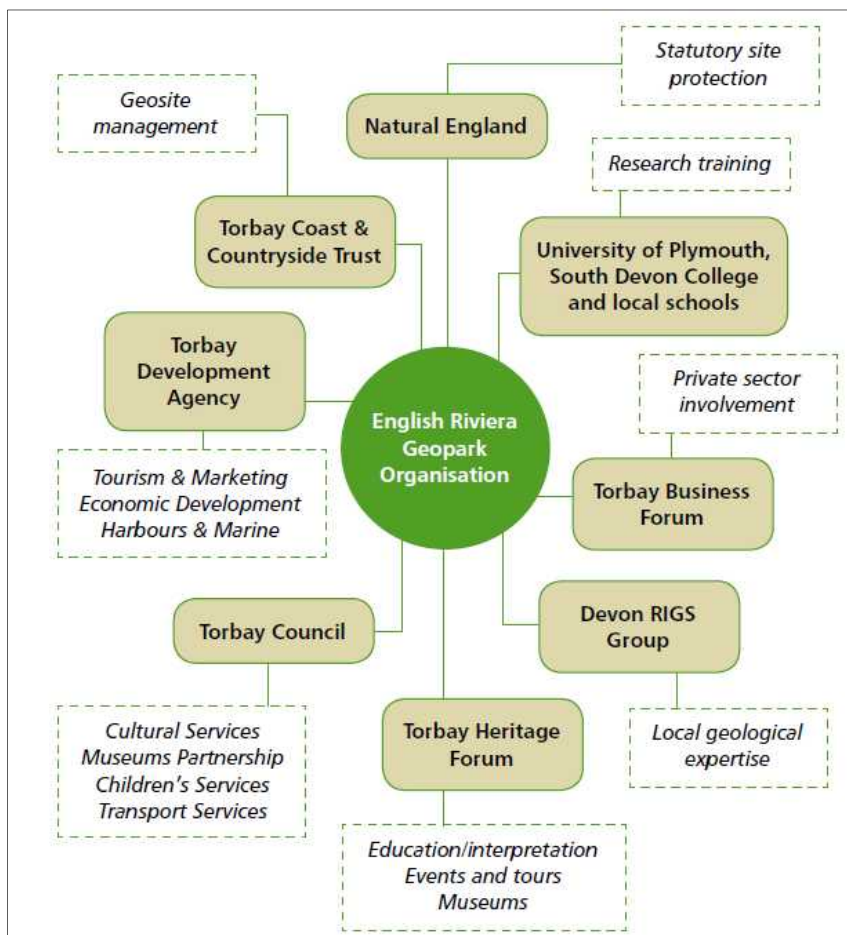 Statutory site
protection
Natural England
Geosite
management
Torbay Coast &
Countryside Trust
Research training
University of Plymouth,
South Devon College
and local schools
Torbay
Development
Agency
Tourism & Marketing
Economic Development
Harbours & Marine
English Riviera
Geopark
Organisation
Private sector
involvement
Torbay Business
Forum
Devon RIGS
Group
Local geological
expertise
Torbay Council
Cultural Services
Museums Partnership
Children's Services
Transport Services
Torbay Heritage
Forum
Education/interpretation
Events and tours
Museums